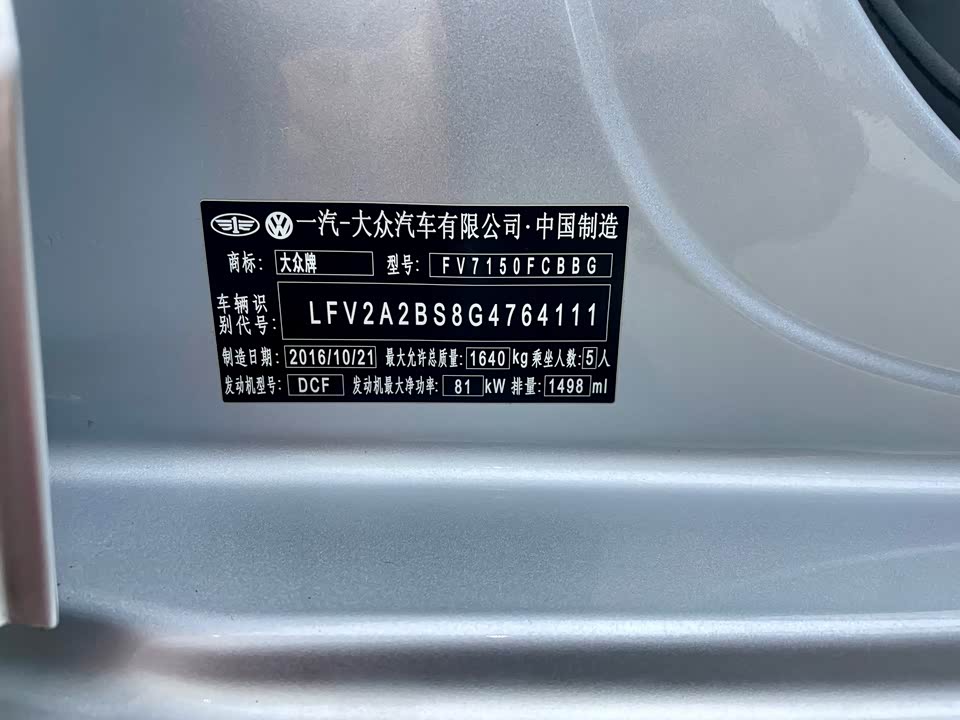 一汽-大众汽车有限公司·中国制造
商标: 大众牌 型号: FV7150FCBBG
车辆识别代号: LFV2A2BS8G4764111
制造日期: 2016/10/21 最大允许总质量: 1640 kg 乘坐人数: 5 人
发动机型号: DCF 发动机最大净功率: 81 kW 排量: 1498 ml